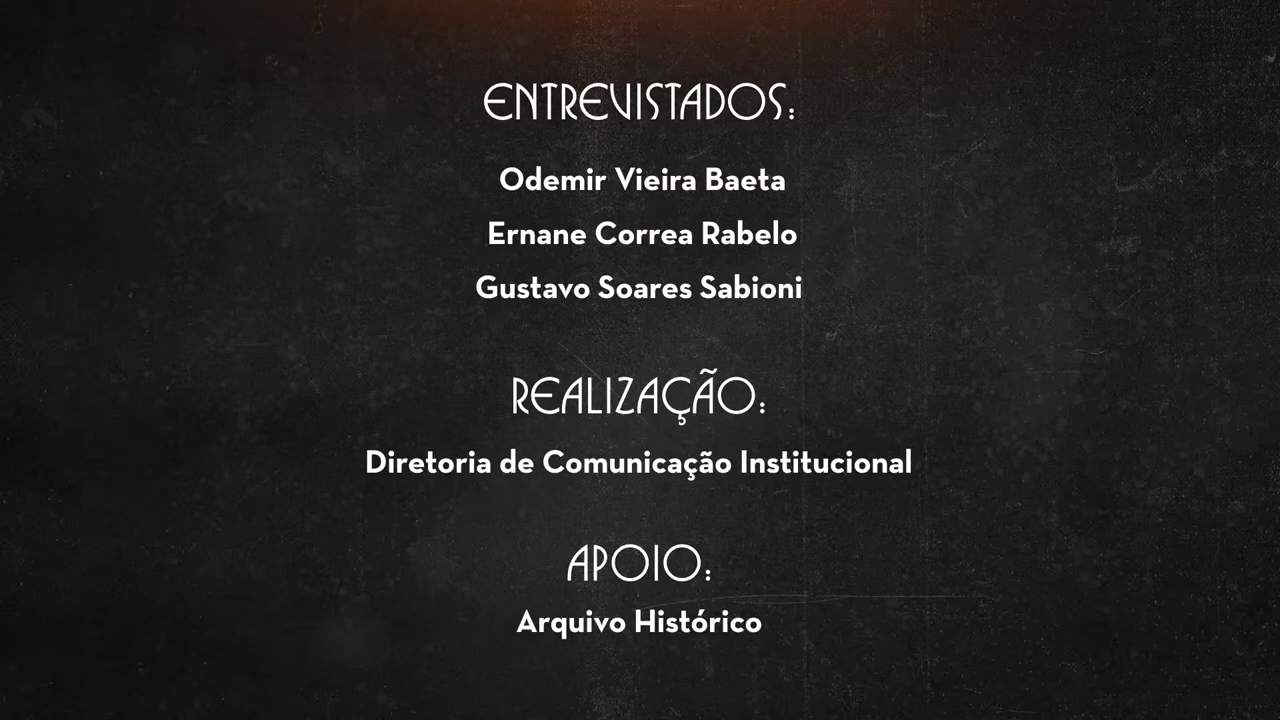 ENTREVISTADOS:
Odemir Vieira Baeta
Ernane Correa Rabelo
Gustavo Soares Sabioni
REALIZAÇÃO:
Diretoria de Comunicação Institucional
APOIO:
Arquivo Histórico